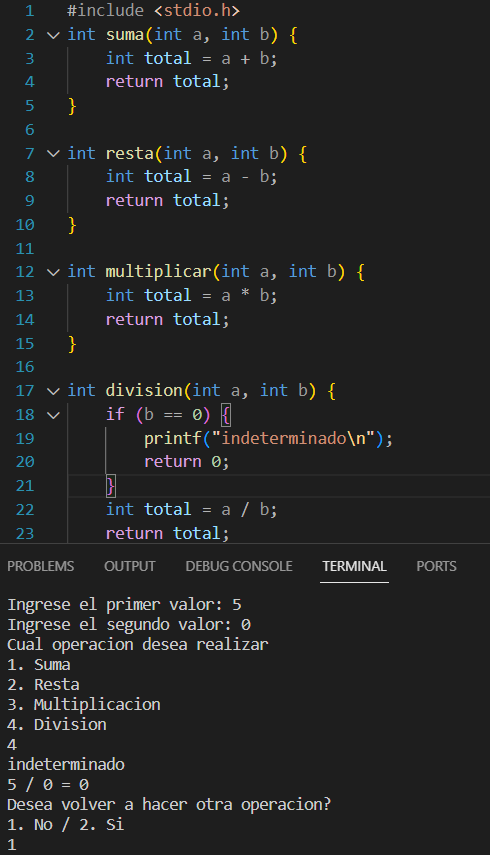 1 #include <stdio.h>
2 int suma(int a, int b) {
3 int total = a + b;
4 return total;
5 }
6
7 int resta(int a, int b) {
8 int total = a - b;
9 return total;
10 }
11
12 int multiplicar(int a, int b) {
13 int total = a * b;
14 return total;
15 }
16
17 int division(int a, int b) {
18 if (b == 0) {
19 printf("indeterminado\n");
20 return 0;
21 }
22 int total = a / b;
23 return total;
PROBLEMS OUTPUT DEBUG CONSOLE TERMINAL PORTS
Ingrese el primer valor: 5
Ingrese el segundo valor: 0
Cual operacion desea realizar
1. Suma
2. Resta
3. Multiplicacion
4. Division
4
indeterminado
5 / 0 = 0
Desea volver a hacer otra operacion?
1. No / 2. Si
1